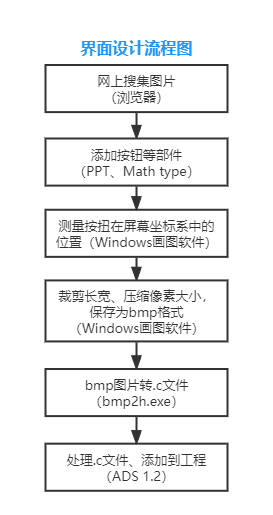 界面设计流程图
网上搜集图片
（浏览器）
添加按钮等部件
（PPT、Math type）
测量按扭在屏幕坐标系中的
位置（Windows画图软件）
裁剪长宽、压缩像素大小，
保存为bmp格式
（Windows画图软件）
bmp图片转.c文件
（bmp2h.exe）
处理.c文件、添加到工程
（ADS 1.2）